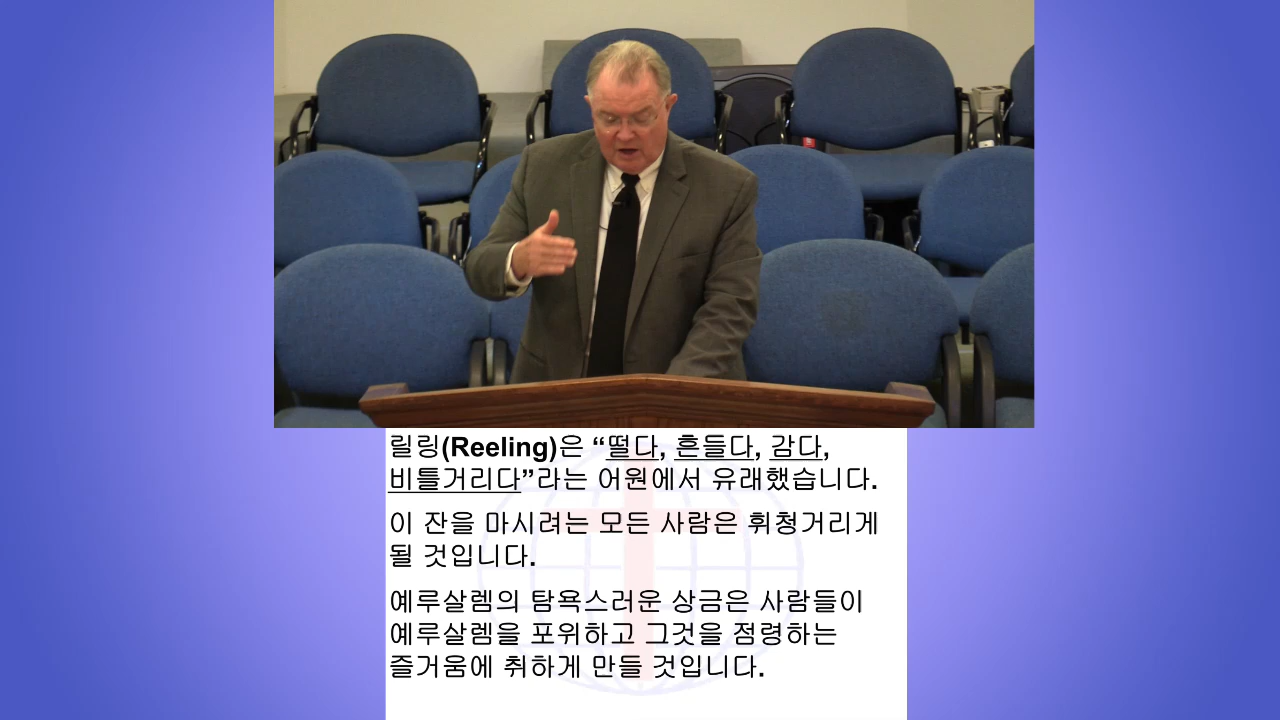 릴링(Reeling)은 “떨다, 흔들다, 감다,
비틀거리다”라는 어원에서 유래했습니다.
이 잔을 마시려는 모든 사람은 휘청거리게
될 것입니다.
예루살렘의 탐욕스러운 상금은 사람들이
예루살렘을 포위하고 그것을 점령하는
즐거움에 취하게 만들 것입니다.